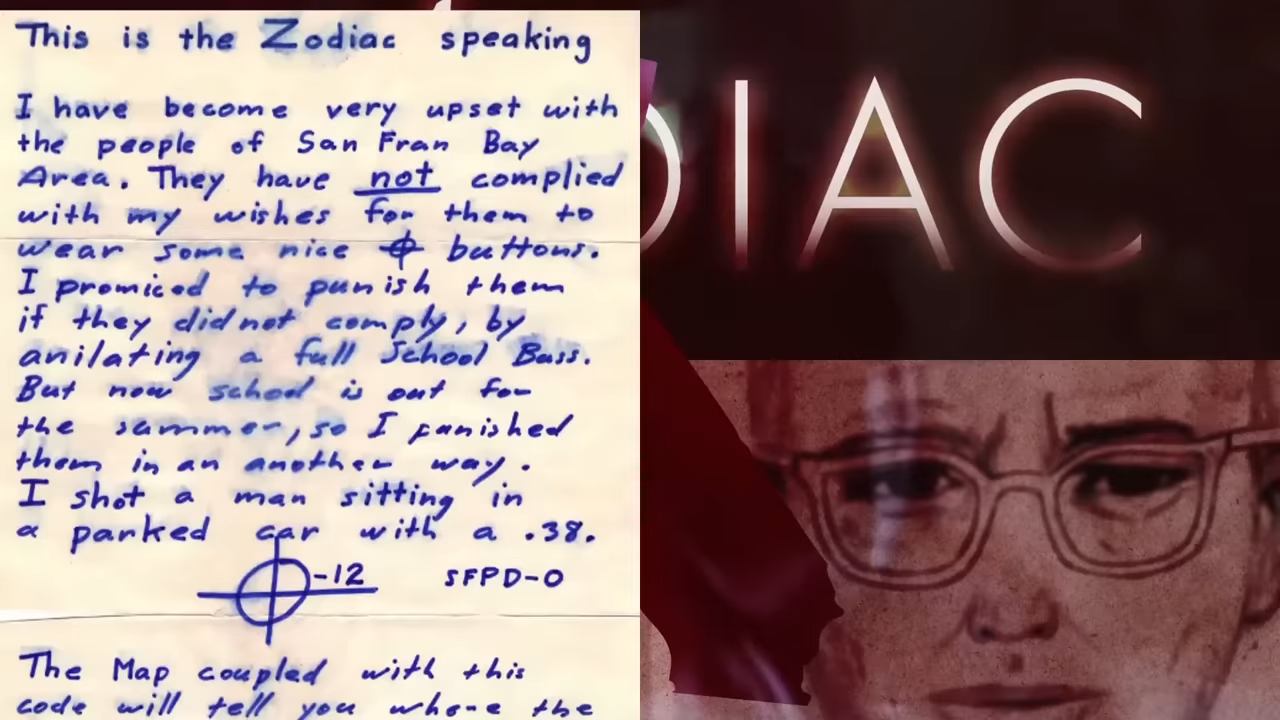 This is the Zodiac speaking
I have become very upset with
the people of San Fran Bay
Area. They have not complied
with my wishes for them to
wear some nice ⌖ buttons.
I promiced to punish them
if they did not comply, by
anilating a full School Buss.
But now school is out for
the summer, so I punished
them in an another way.
I shot a man sitting in
a parked car with a .38.
⌖-12 SFPD-0
The Map coupled with this
code will tell you where the
DIAC